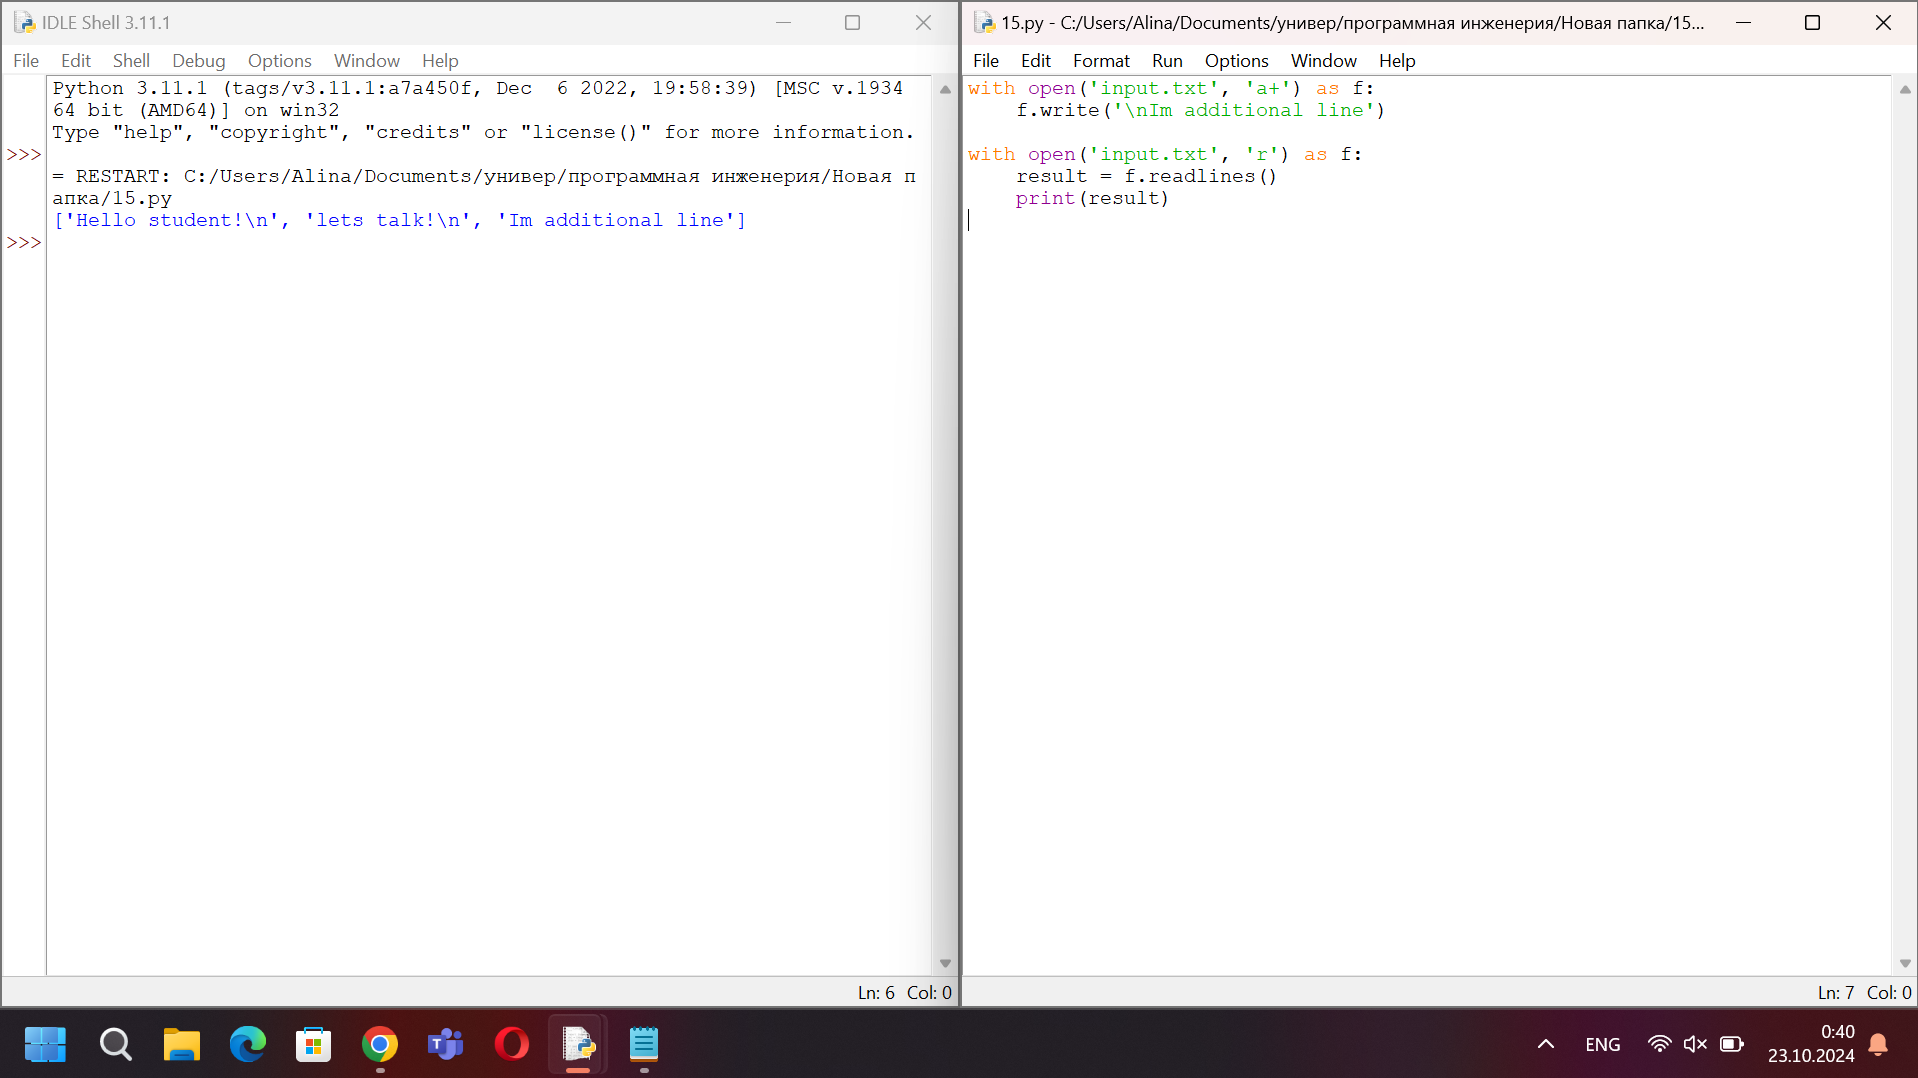 IDLE Shell 3.11.1
File Edit Shell Debug Options Window Help
Python 3.11.1 (tags/v3.11.1:a7a450f, Dec  6 2022, 19:58:39) [MSC v.1934
64 bit (AMD64)] on win32
Type "help", "copyright", "credits" or "license()" for more information.
>>>
= RESTART: C:/Users/Alina/Documents/универ/программная инженерия/Новая п
апка/15.py
['Hello student!\n', 'lets talk!\n', 'Im additional line']
>>>
Ln: 6 Col: 0
15.py - C:/Users/Alina/Documents/универ/программная инженерия/Новая папка/15...
File Edit Format Run Options Window Help
with open('input.txt', 'a+') as f:
    f.write('\nIm additional line')
with open('input.txt', 'r') as f:
    result = f.readlines()
    print(result)
Ln: 7 Col: 0
ENG
0:40
23.10.2024